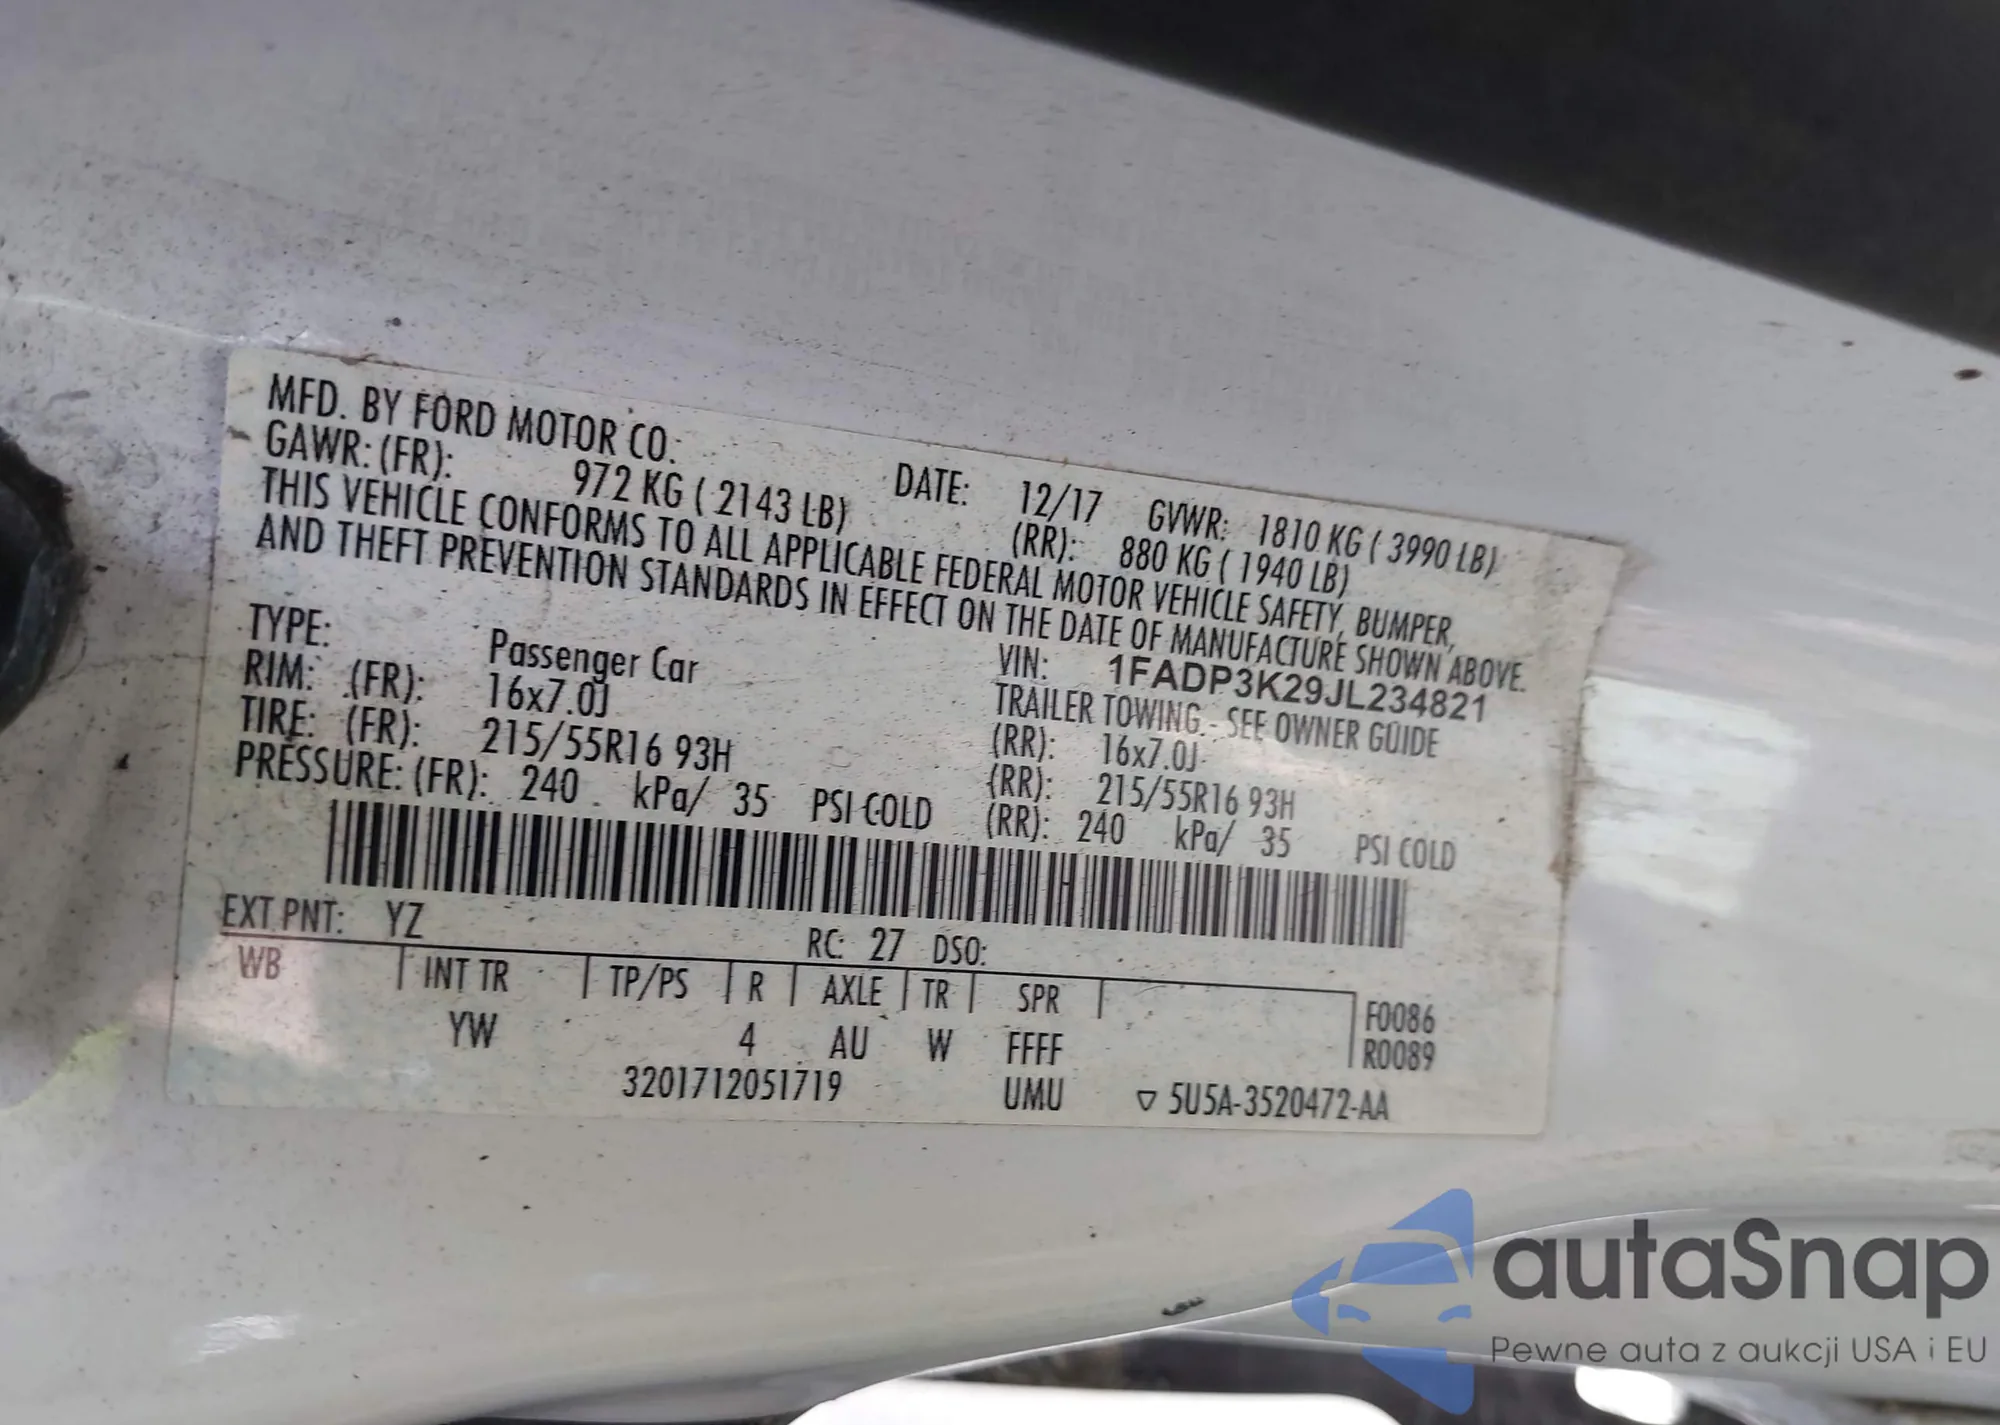 MFD. BY FORD MOTOR CO.
DATE: 12/17 GVWR: 1810 KG ( 3990 LB)
GAWR: (FR): 972 KG ( 2143 LB) (RR): 880 KG ( 1940 LB)
THIS VEHICLE CONFORMS TO ALL APPLICABLE FEDERAL MOTOR VEHICLE SAFETY, BUMPER,
AND THEFT PREVENTION STANDARDS IN EFFECT ON THE DATE OF MANUFACTURE SHOWN ABOVE.
VIN: 1FADP3K29JL234821
TYPE: Passenger Car TRAILER TOWING - SEE OWNER GUIDE
RIM: (FR): 16x7.0J (RR): 16x7.0J
TIRE: (FR): 215/55R16 93H (RR): 215/55R16 93H
PRESSURE: (FR): 240 kPa/ 35 PSI COLD (RR): 240 kPa/ 35 PSI COLD
EXT PNT: YZ RC: 27 DSO:
WB INT TR TP/PS R AXLE TR SPR F0086
YW 4 AU W FFFF R0089
3201712051719 UMU ▽ 5U5A-3520472-AA
autaSnap
Pewne auta z aukcji USA i EU